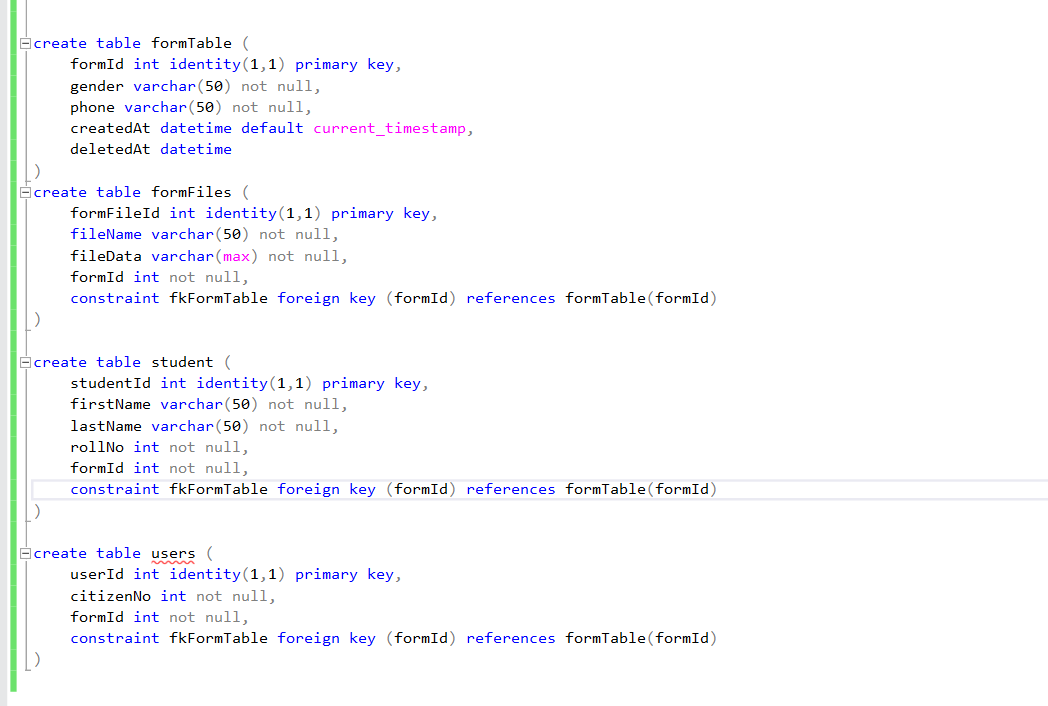 create table formTable (
formId int identity(1,1) primary key,
gender varchar(50) not null,
phone varchar(50) not null,
createdAt datetime default current_timestamp,
deletedAt datetime
)
create table formFiles (
formFileId int identity(1,1) primary key,
fileName varchar(50) not null,
fileData varchar(max) not null,
formId int not null,
constraint fkFormTable foreign key (formId) references formTable(formId)
)
create table student (
studentId int identity(1,1) primary key,
firstName varchar(50) not null,
lastName varchar(50) not null,
rollNo int not null,
formId int not null,
constraint fkFormTable foreign key (formId) references formTable(formId)
)
create table users (
userId int identity(1,1) primary key,
citizenNo int not null,
formId int not null,
constraint fkFormTable foreign key (formId) references formTable(formId)
)